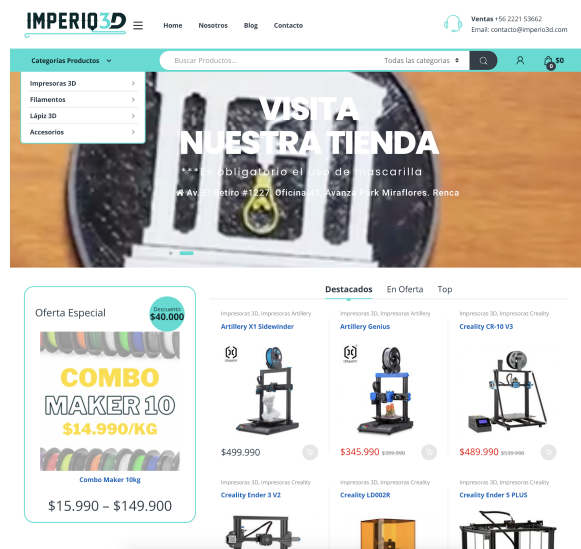 IMPERIO3D
Home
Nosotros
Blog
Contacto
Ventas +56 2221 53662
Email: contacto@imperio3d.com
Categorías Productos
Buscar Productos...
Todas las categorias
0
$0
Impresoras 3D
Filamentos
Lápiz 3D
Accesorios
VISITA
NUESTRA TIENDA
***Es obligatorio el uso de mascarilla
Av. El Retiro #1227, Oficina 43, Avanza Park Miraflores. Renca
Oferta Especial
Descuento
$40.000
COMBO
MAKER 10
$14.990/KG
Combo Maker 10kg
$15.990 – $149.900
Destacados
En Oferta
Top
Impresoras 3D, Impresoras Artillery
Artillery X1 Sidewinder
$499.990
Impresoras 3D, Impresoras Artillery
Artillery Genius
$345.990 $399.990
Impresoras 3D, Impresoras Creality
Creality CR-10 V3
$489.990 $539.990
Impresoras 3D, Impresoras Creality
Creality Ender 3 V2
Impresoras 3D, Impresoras Creality
Creality LD002R
Impresoras 3D, Impresoras Creality
Creality Ender 5 PLUS